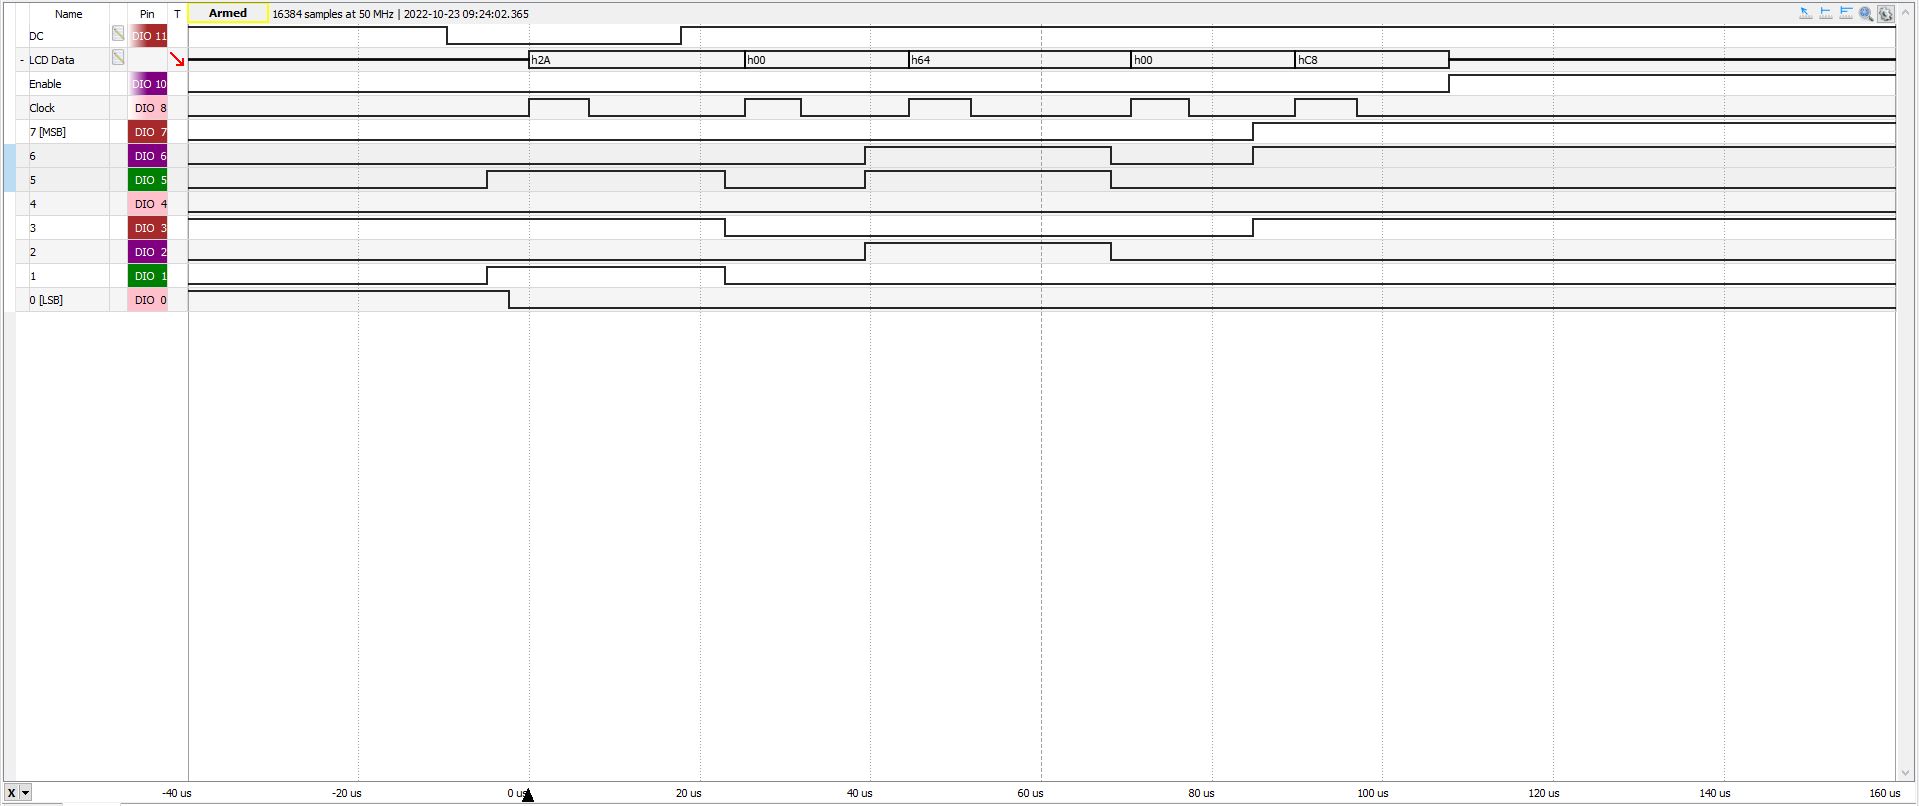 Name Pin T Armed 16384 samples at 50 MHz | 2022-10-23 09:24:02.365
DC DIO 11
- LCD Data h2A h00 h64 h00 hC8
Enable DIO 10
Clock DIO 8
7 [MSB] DIO 7
6 DIO 6
5 DIO 5
4 DIO 4
3 DIO 3
2 DIO 2
1 DIO 1
0 [LSB] DIO 0
X -40 us -20 us 0 us 20 us 40 us 60 us 80 us 100 us 120 us 140 us 160 us